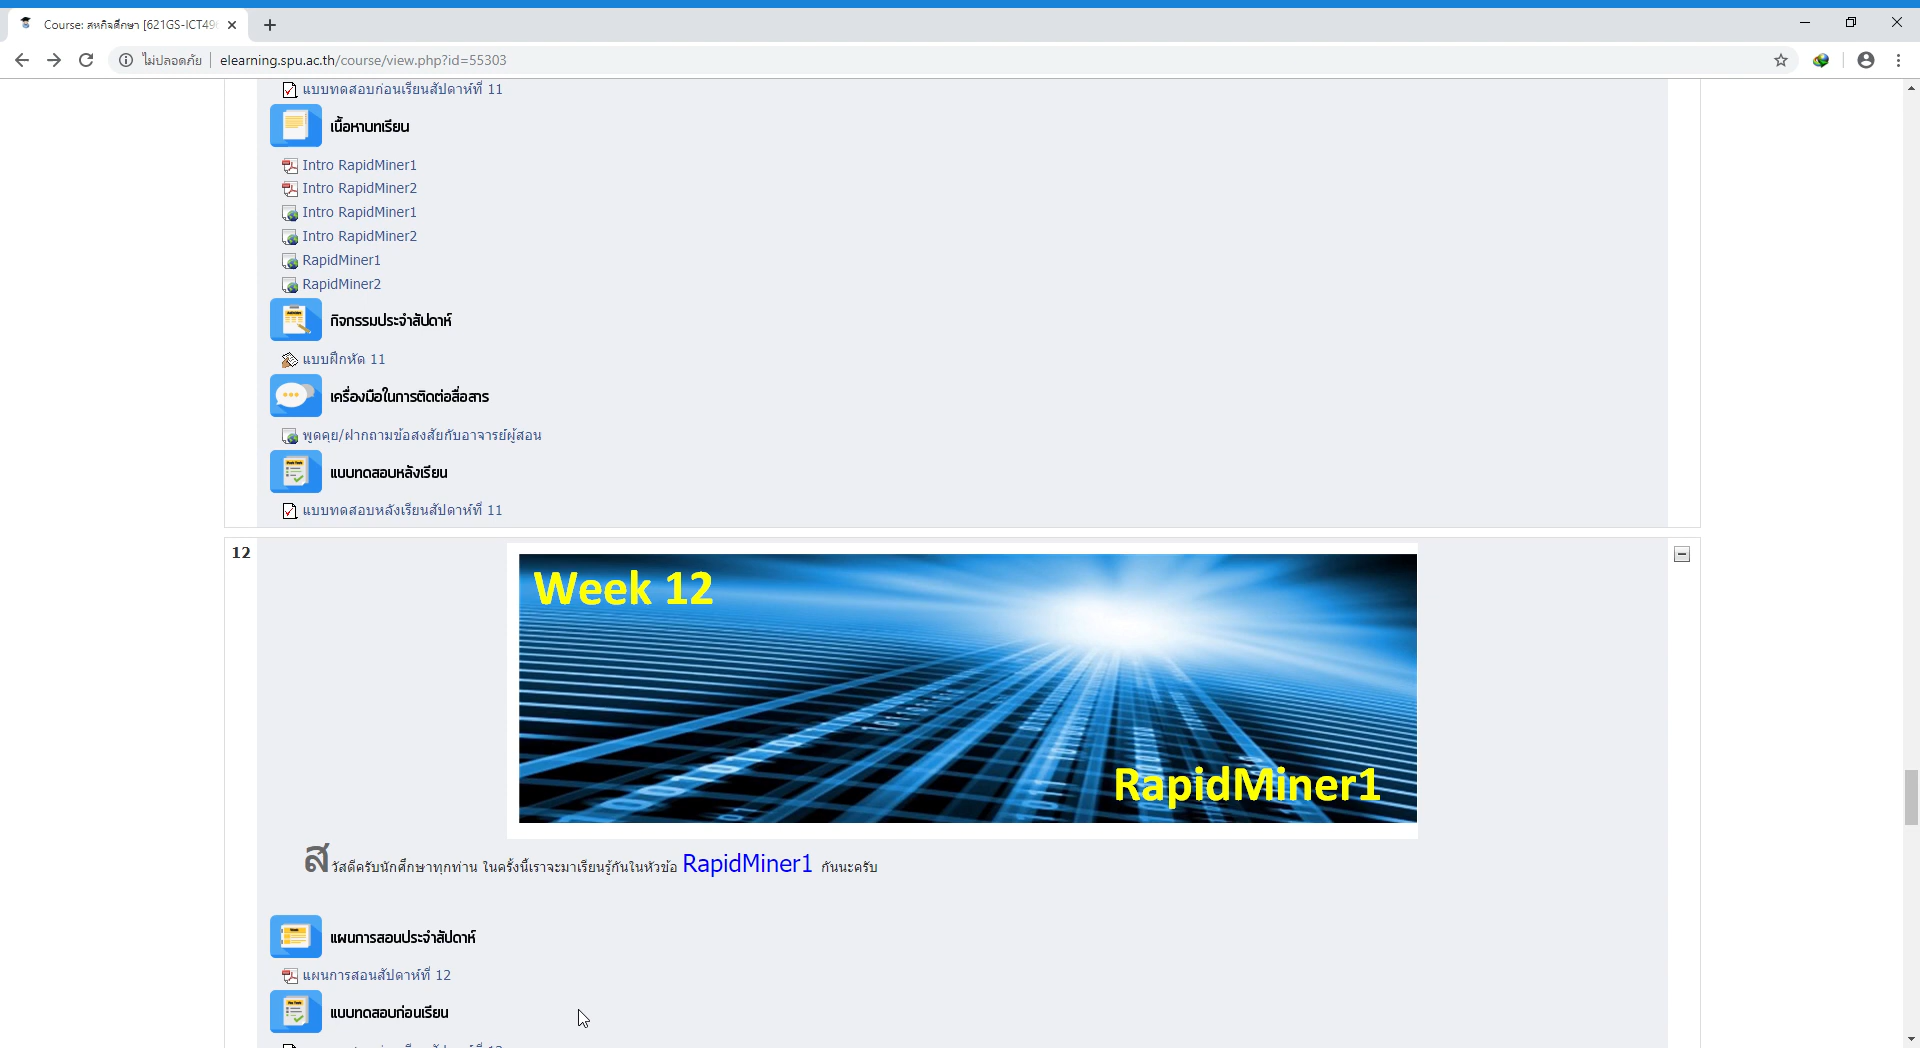 Course: สหกิจศึกษา [621GS-ICT49
ไม่ปลอดภัย
elearning.spu.ac.th/course/view.php?id=55303
แบบทดสอบก่อนเรียนสัปดาห์ที่ 11
เนื้อหาบทเรียน
Intro RapidMiner1
Intro RapidMiner2
Intro RapidMiner1
Intro RapidMiner2
RapidMiner1
RapidMiner2
กิจกรรมประจำสัปดาห์
แบบฝึกหัด 11
เครื่องมือในการติดต่อสื่อสาร
พูดคุย/ฝากถามข้อสงสัยกับอาจารย์ผู้สอน
แบบทดสอบหลังเรียน
แบบทดสอบหลังเรียนสัปดาห์ที่ 11
12
Week 12
RapidMiner1
สวัสดีครับนักศึกษาทุกท่าน ในครั้งนี้เราจะมาเรียนรู้กันในหัวข้อ RapidMiner1 กันนะครับ
แผนการสอนประจำสัปดาห์
แผนการสอนสัปดาห์ที่ 12
แบบทดสอบก่อนเรียน